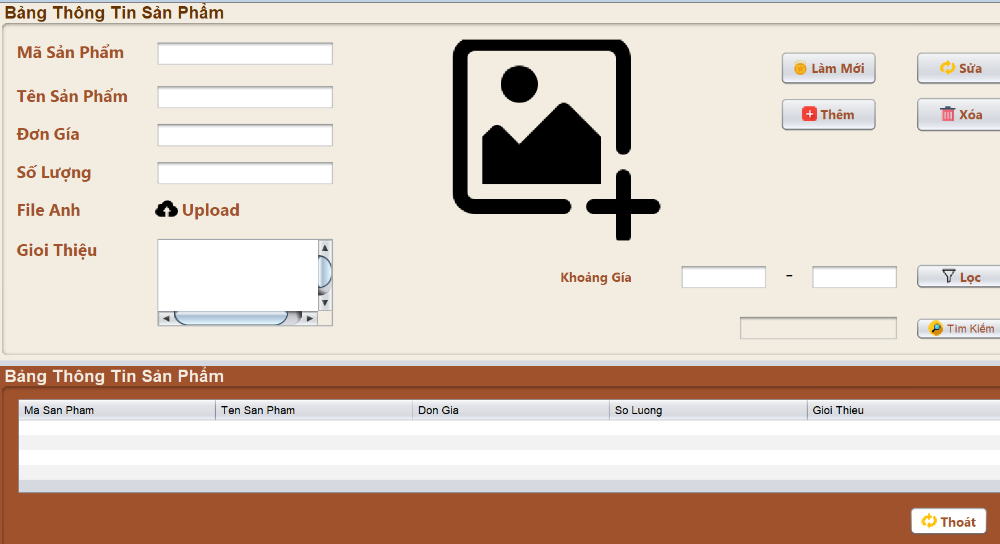 Bảng Thông Tin Sản Phẩm
Mã Sản Phẩm
Làm Mới
Sửa
Tên Sản Phẩm
Thêm
Xóa
Đơn Gía
Số Lượng
File Anh
Upload
Gioi Thiệu
Khoảng Gía
-
Lọc
Tìm Kiếm
Bảng Thông Tin Sản Phẩm
Ma San Pham
Ten San Pham
Don Gia
So Luong
Gioi Thieu
Thoát